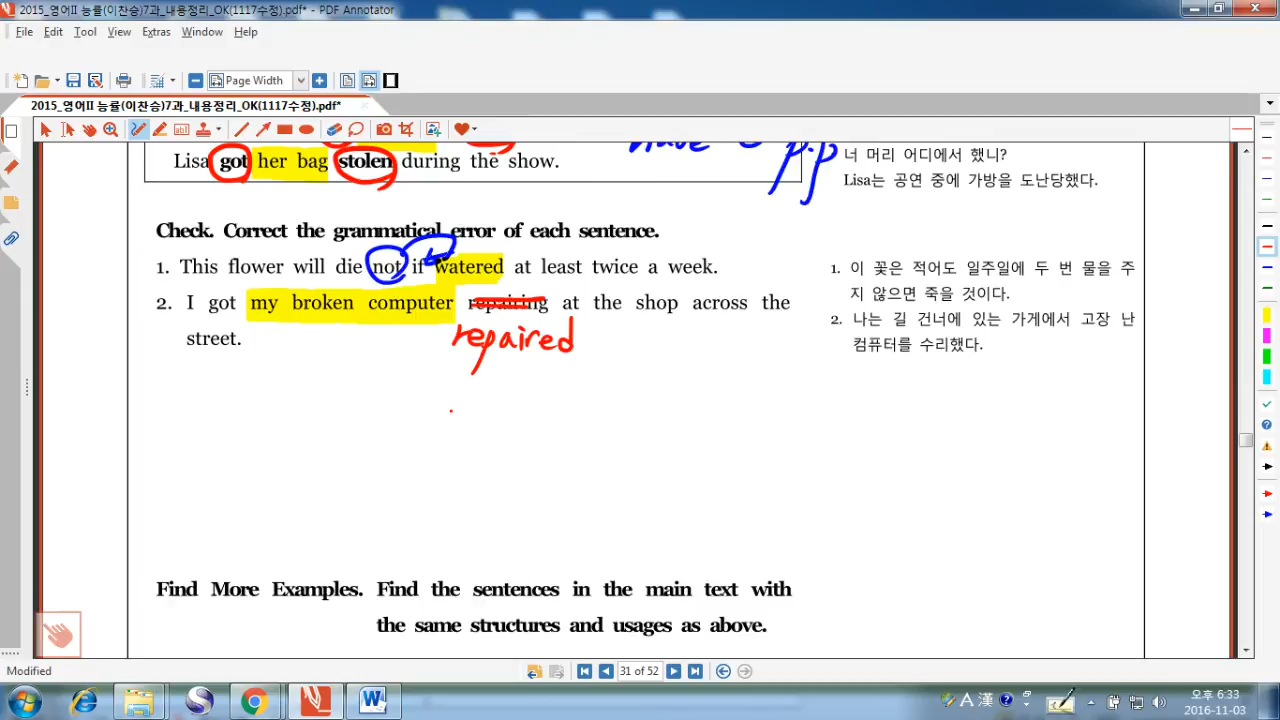 2015_영어II 능률(이찬승)7과_내용정리_OK(1117수정).pdf* - PDF Annotator
File Edit Tool View Extras Window Help
Page Width
2015_영어II 능률(이찬승)7과_내용정리_OK(1117수정).pdf*
have p.p
Lisa got her bag stolen during the show.
너 머리 어디에서 했니?
Lisa는 공연 중에 가방을 도난당했다.
Check. Correct the grammatical error of each sentence.
1. This flower will die not if watered at least twice a week.
2. I got my broken computer repairing at the shop across the
street.
repaired
1. 이 꽃은 적어도 일주일에 두 번 물을 주
지 않으면 죽을 것이다.
2. 나는 길 건너에 있는 가게에서 고장 난
컴퓨터를 수리했다.
Find More Examples. Find the sentences in the main text with
the same structures and usages as above.
Modified
31 of 52
A 漢
오후 6:33
2016-11-03